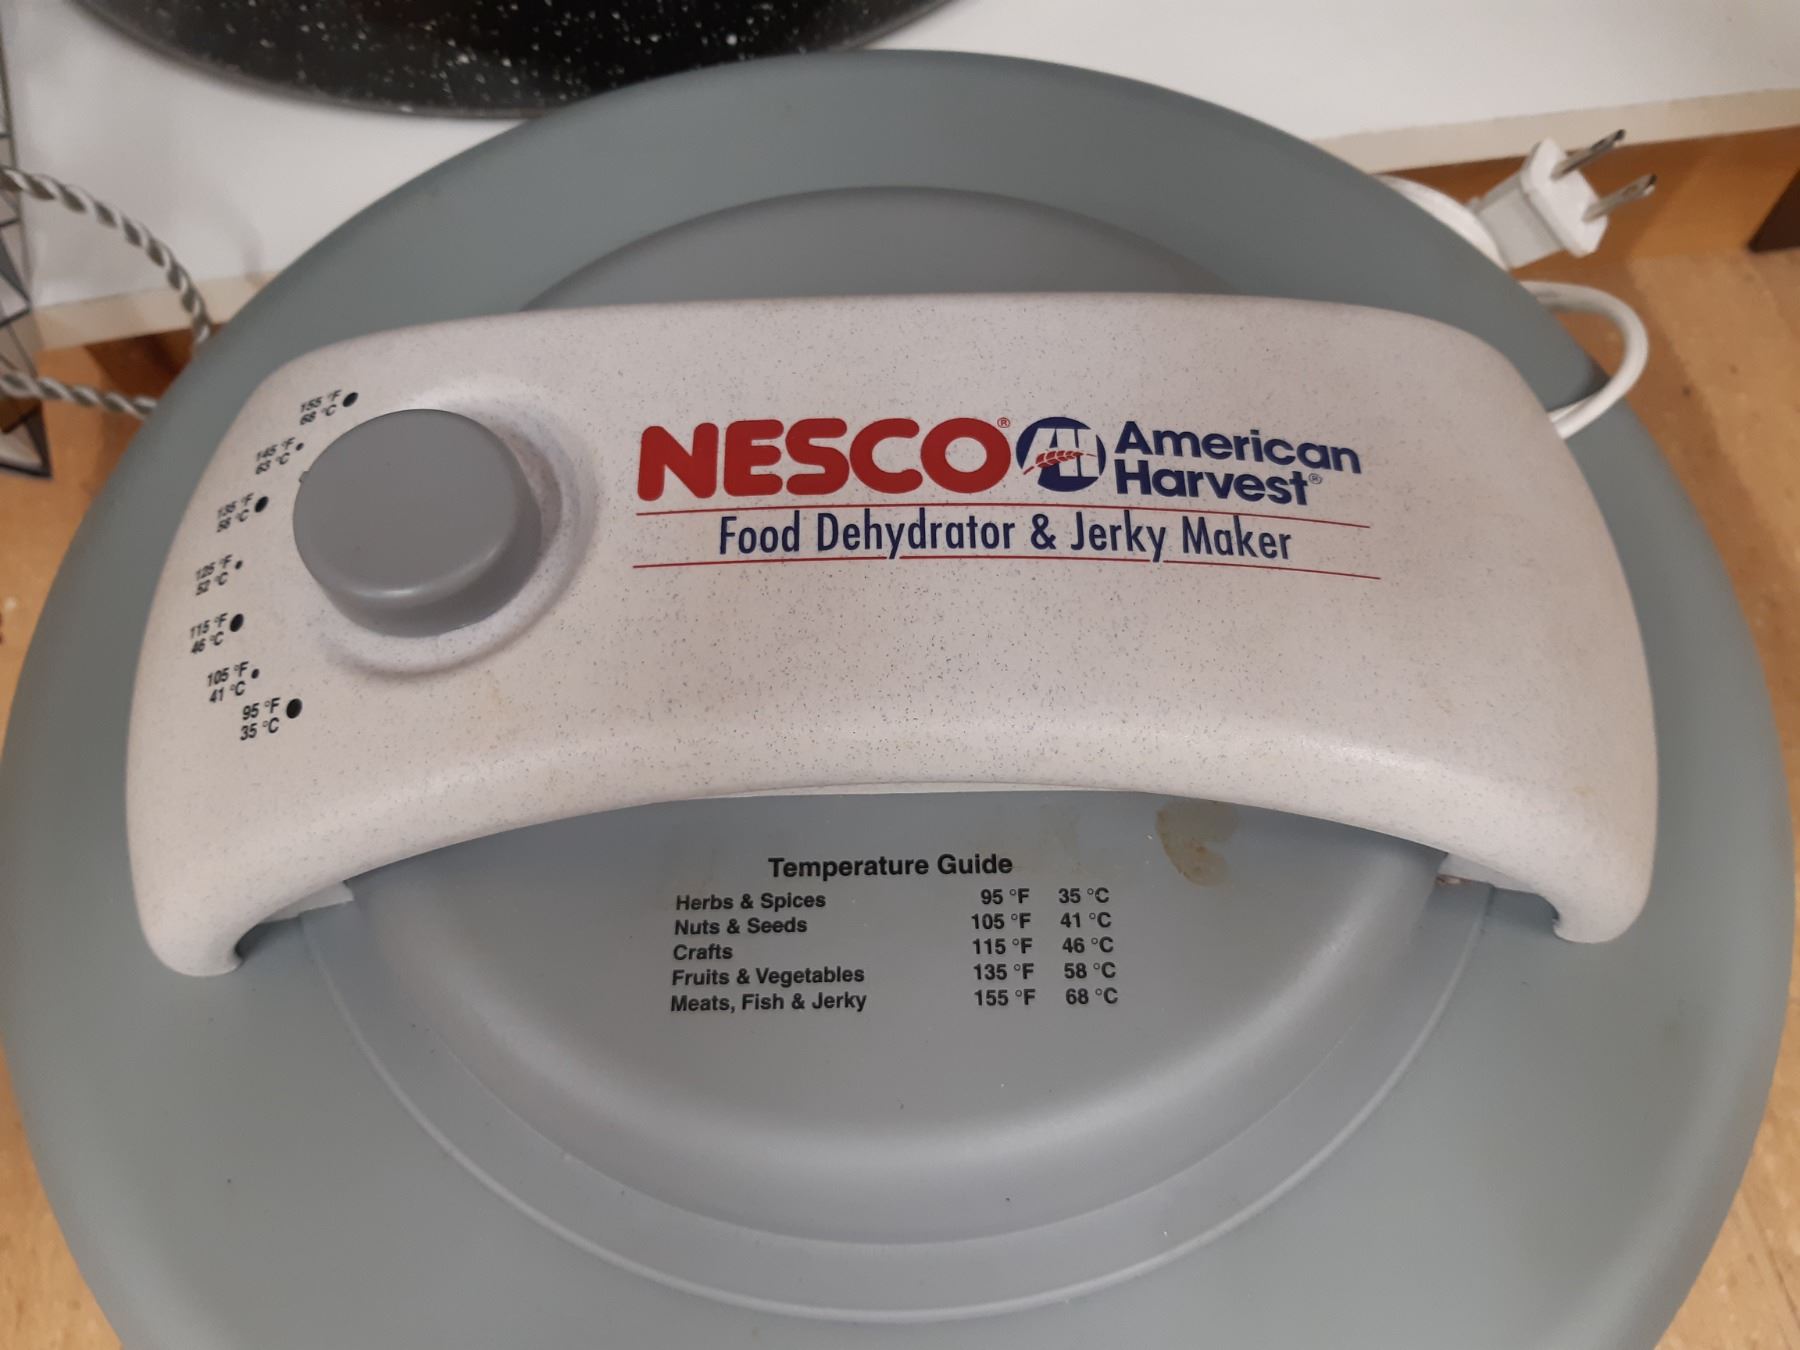 155 °F
68 °C
145 °F
63 °C
135 °F
58 °C
125 °F
52 °C
115 °F
46 °C
105 °F
41 °C
95 °F
35 °C
NESCO® AH American
Harvest®
Food Dehydrator & Jerky Maker
Temperature Guide
Herbs & Spices 95 °F 35 °C
Nuts & Seeds 105 °F 41 °C
Crafts 115 °F 46 °C
Fruits & Vegetables 135 °F 58 °C
Meats, Fish & Jerky 155 °F 68 °C